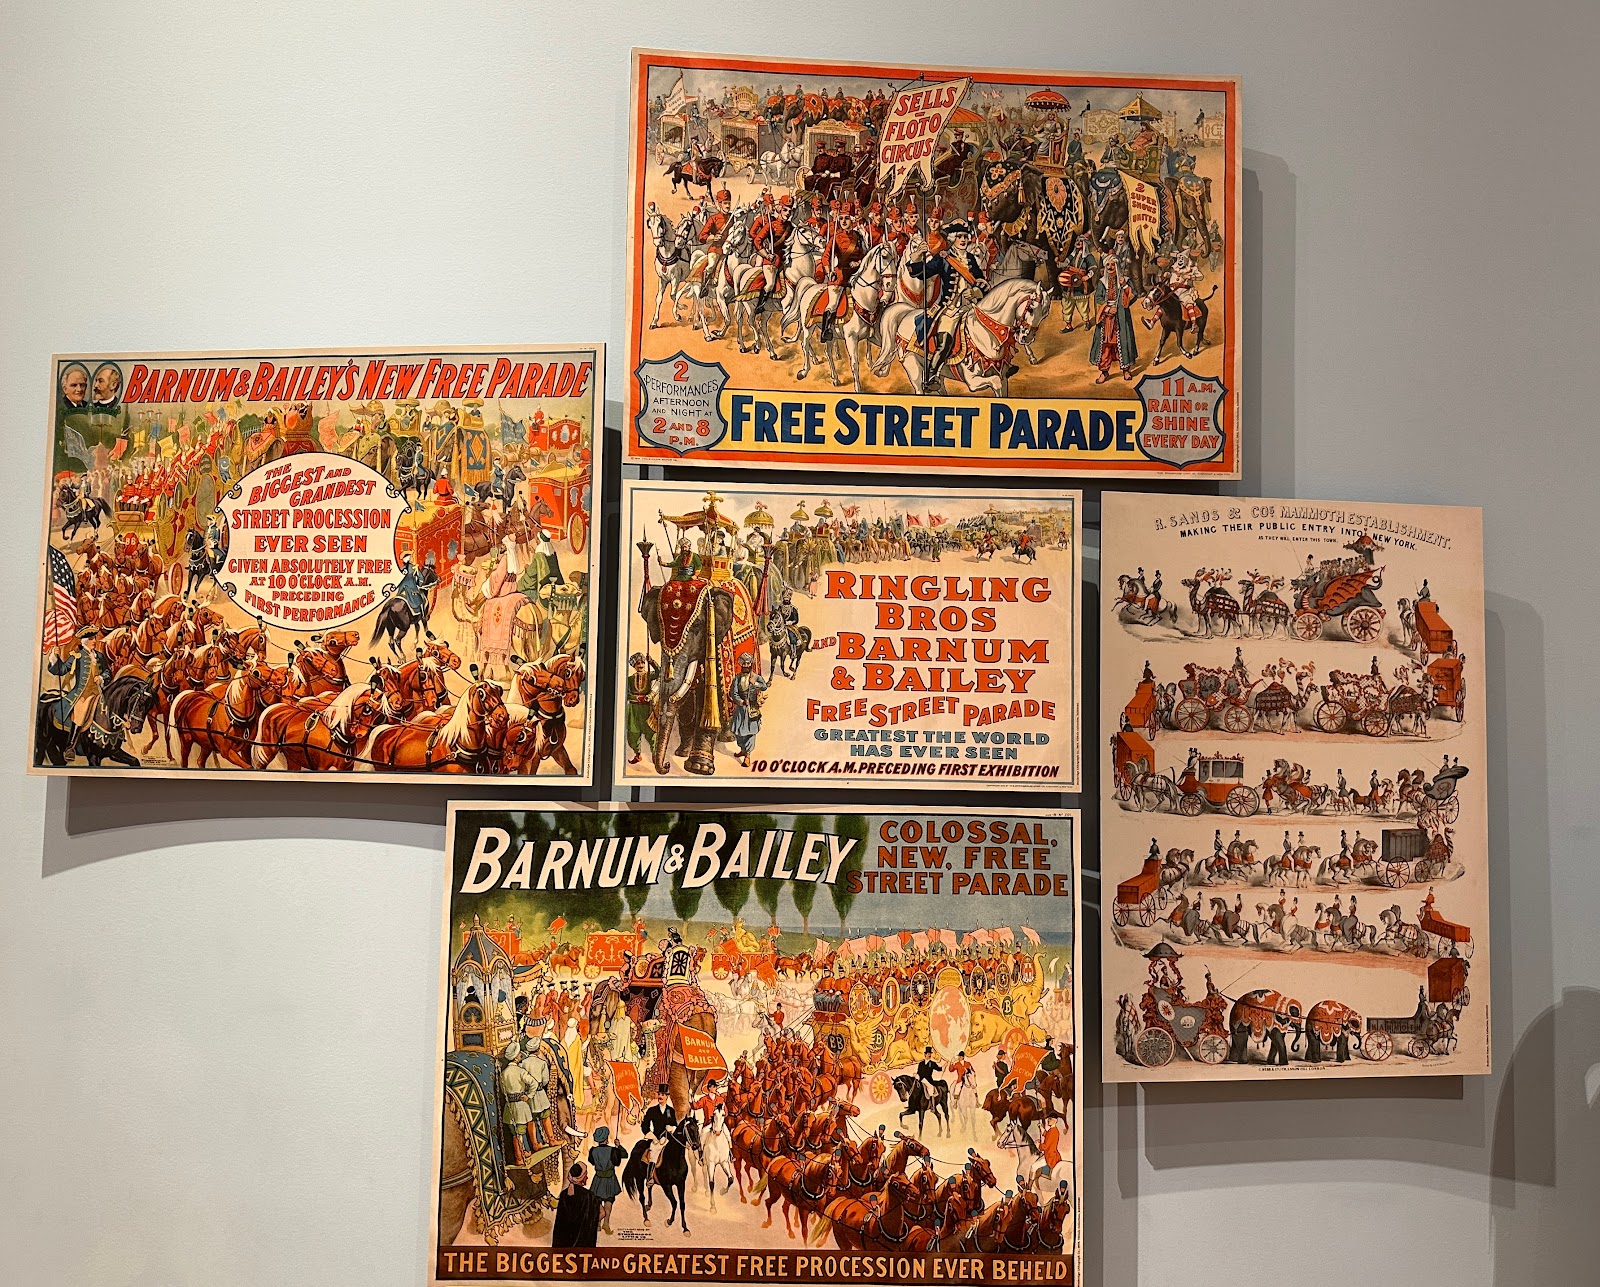 SELLS
-
FLOTO
CIRCUS
2
SUPER
SHOWS
UNITED
2
PERFORMANCES
AFTERNOON
AND NIGHT AT
2 AND 8
P.M.
FREE STREET PARADE
11 A.M.
RAIN OR
SHINE
EVERY DAY
BARNUM & BAILEY'S NEW FREE PARADE
THE
BIGGEST AND
GRANDEST
STREET PROCESSION
EVER SEEN
GIVEN ABSOLUTELY FREE
AT 10 O'CLOCK A.M.
PRECEDING
FIRST PERFORMANCE
RINGLING
BROS
AND BARNUM
& BAILEY
FREE STREET PARADE
GREATEST THE WORLD
HAS EVER SEEN
10 O'CLOCK A.M. PRECEDING FIRST EXHIBITION
R. SANDS & COS MAMMOTH ESTABLISHMENT.
MAKING THEIR PUBLIC ENTRY INTO NEW YORK.
AS THEY WILL ENTER THIS TOWN.
MAMMOTH
BARNUM & BAILEY
COLOSSAL,
NEW, FREE
STREET PARADE
BARNUM
AND
BAILEY
THE BIGGEST AND GREATEST FREE PROCESSION EVER BEHELD